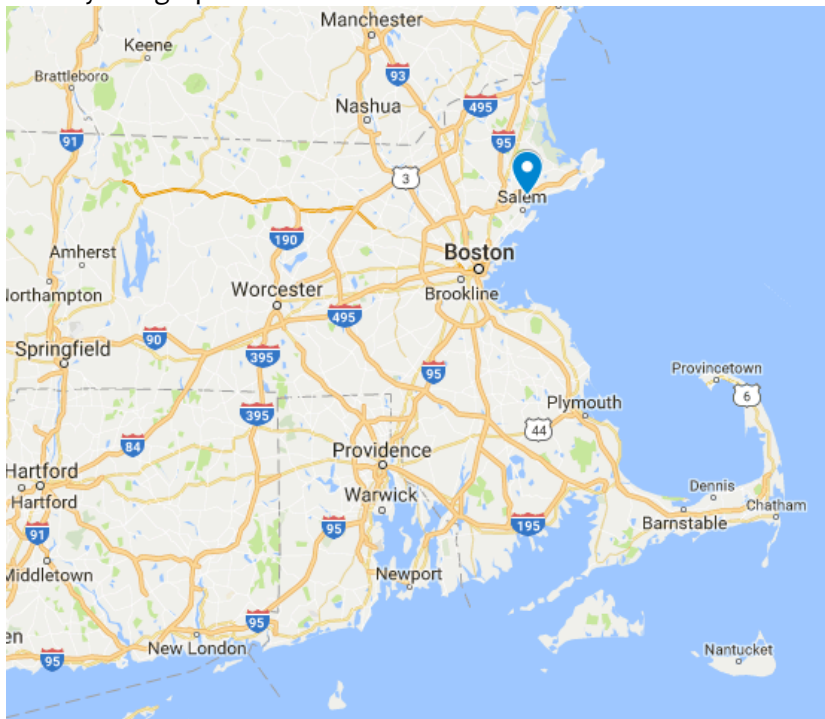 Manchester
Keene
Brattleboro
93
Nashua
495
91
95
3
Salem
190
Amherst
Boston
Northampton
Worcester
Brookline
495
90
Springfield
395
95
Provincetown
6
395
Plymouth
44
84
Providence
Hartford
Dennis
Hartford
Warwick
Chatham
95
195
Barnstable
91
Middletown
Newport
95
en
New London
Nantucket
95